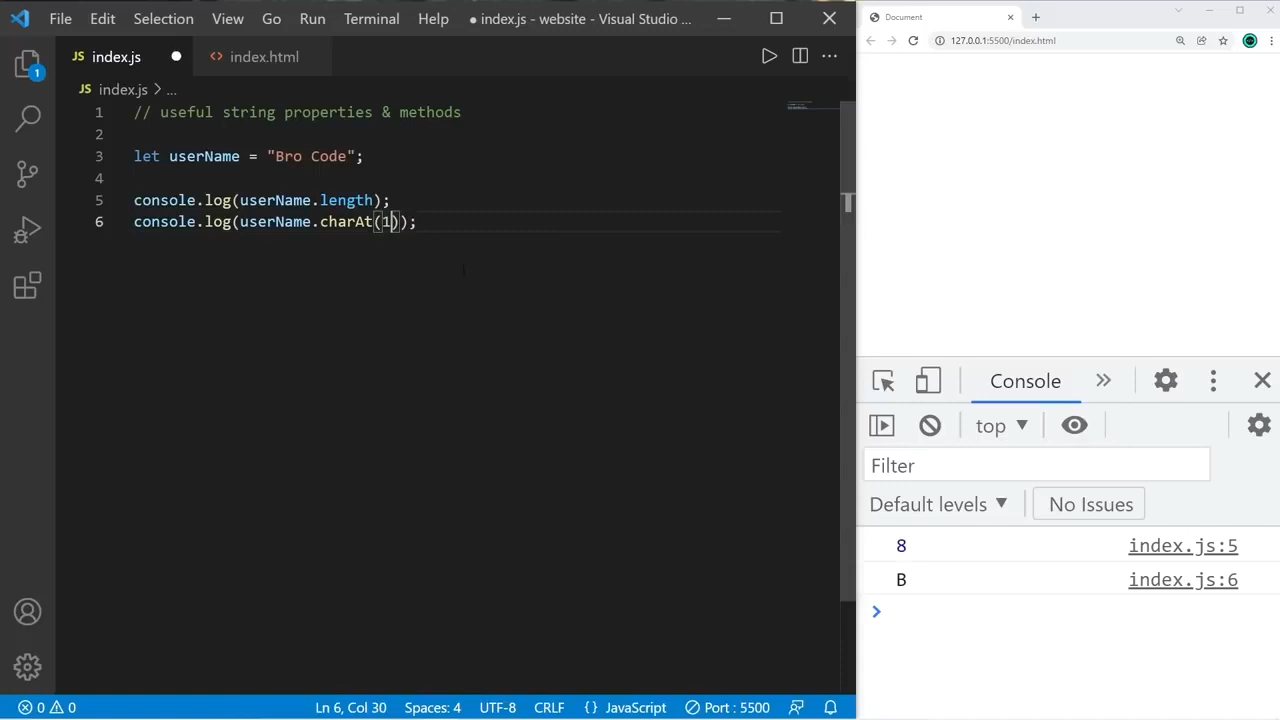 File Edit Selection View Go Run Terminal Help ● index.js - website - Visual Studio ...
JS index.js ● <> index.html
JS index.js > ...
1 // useful string properties & methods
2
3 let userName = "Bro Code";
4
5 console.log(userName.length);
6 console.log(userName.charAt(1));
1
0 0 Ln 6, Col 30 Spaces: 4 UTF-8 CRLF {} JavaScript Port : 5500
Document
127.0.0.1:5500/index.html
Console
top
Filter
Default levels No Issues
8 index.js:5
B index.js:6